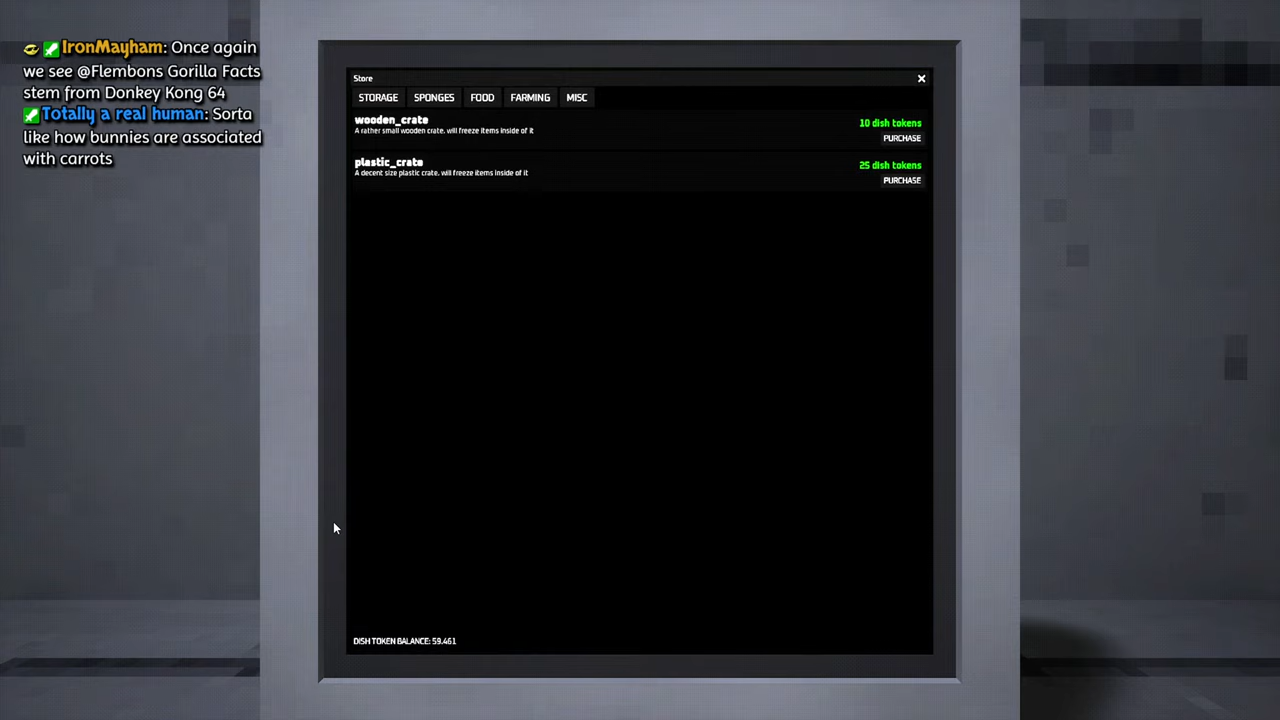 IronMayham: Once again
we see @Flembons Gorilla Facts
stem from Donkey Kong 64
Totally a real human: Sorta
like how bunnies are associated
with carrots
Store
STORAGE SPONGES FOOD FARMING MISC
wooden_crate
A rather small wooden crate. will freeze items inside of it
10 dish tokens
PURCHASE
plastic_crate
A decent size plastic crate. will freeze items inside of it
25 dish tokens
PURCHASE
DISH TOKEN BALANCE: 59.461